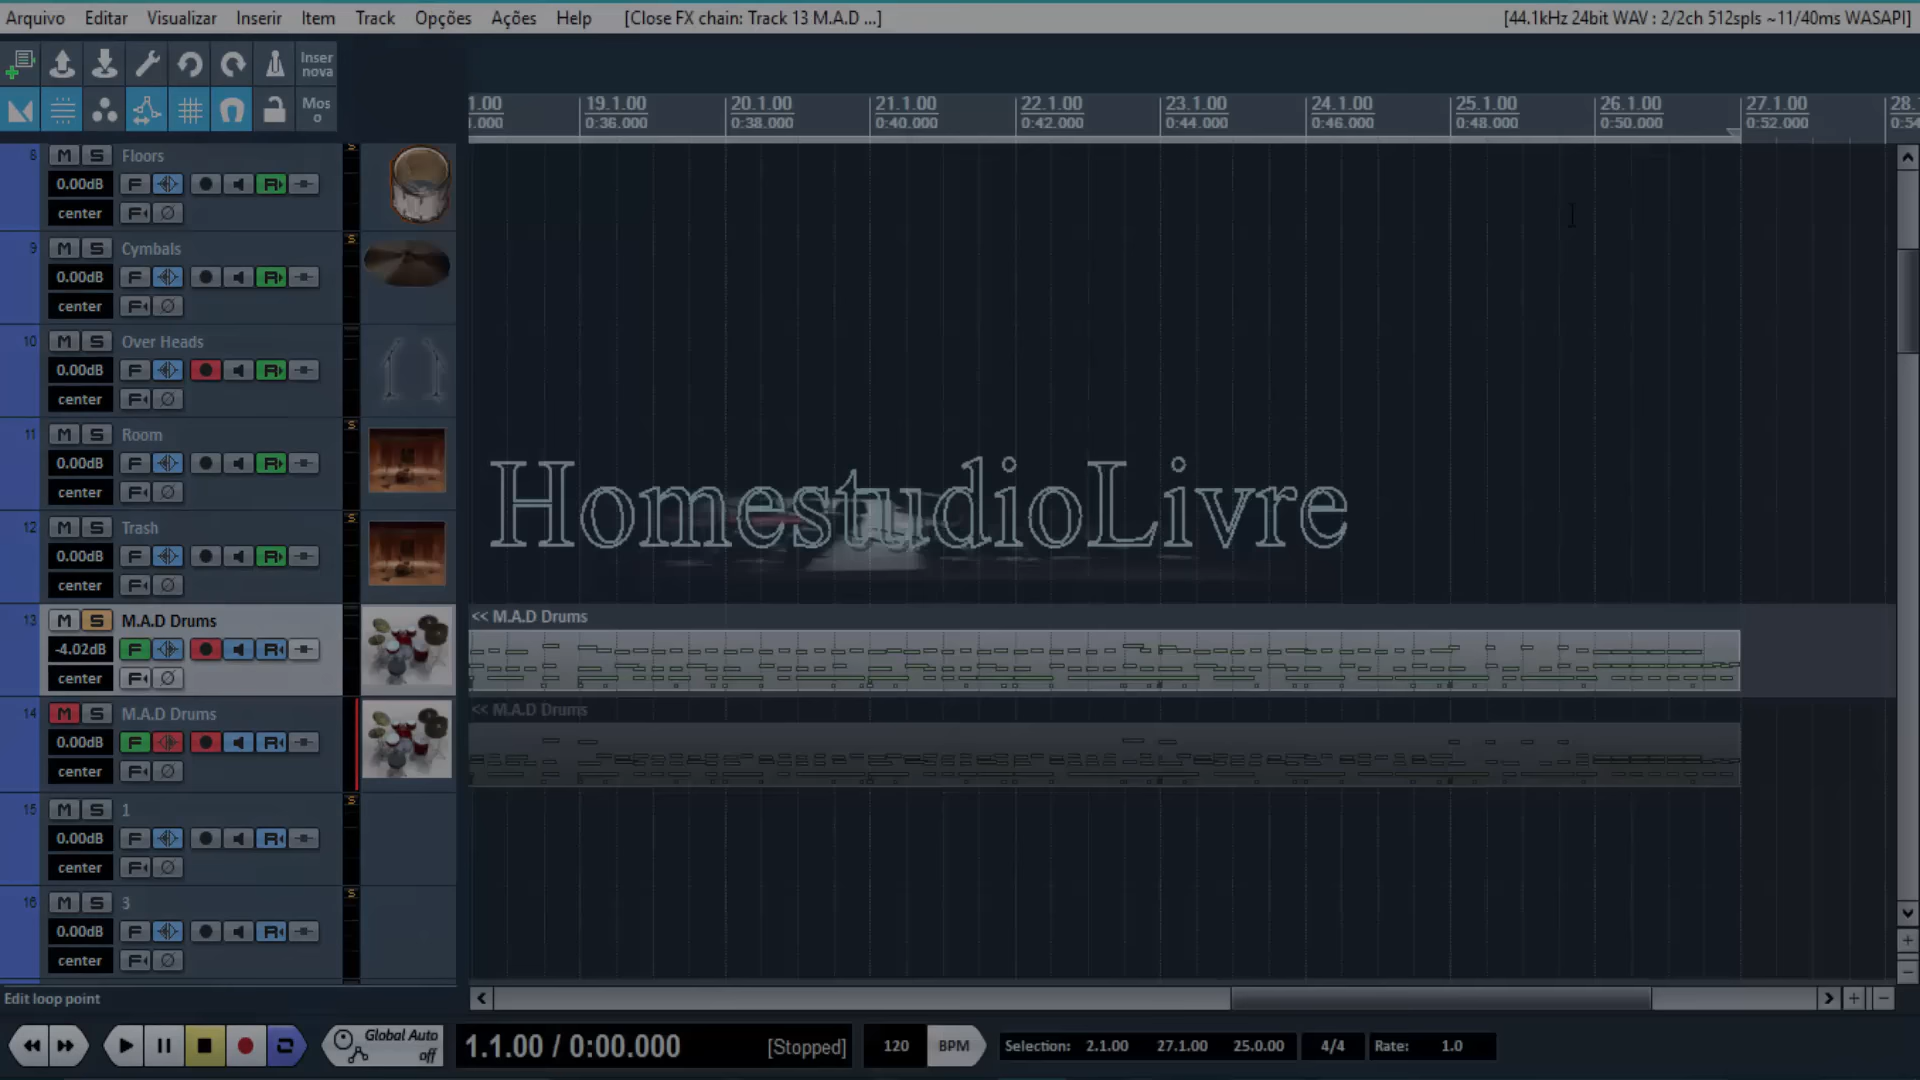 Arquivo Editar Visualizar Inserir Item Track Opções Ações Help [Close FX chain: Track 13 M.A.D ...] [44.1kHz 24bit WAV : 2/2ch 512spls ~11/40ms WASAPI]
Inser
nova
Mos
o
1.00 19.1.00 20.1.00 21.1.00 22.1.00 23.1.00 24.1.00 25.1.00 26.1.00 27.1.00 28.
.000 0:36.000 0:38.000 0:40.000 0:42.000 0:44.000 0:46.000 0:48.000 0:50.000 0:52.000 0:54
8 M S Floors
0.00dB F R
center F
9 M S Cymbals
0.00dB F R
center F
10 M S Over Heads
0.00dB F R
center F
11 M S Room
0.00dB F R
center F
HomestudioLivre
12 M S Trash
0.00dB F R
center F
13 M S M.A.D Drums << M.A.D Drums
-4.02dB F R
center F
14 M S M.A.D Drums << M.A.D Drums
0.00dB F R
center F
15 M S 1
0.00dB F R
center F
16 M S 3
0.00dB F R
center F
Edit loop point
Global Auto
off
1.1.00 / 0:00.000 [Stopped] 120 BPM Selection: 2.1.00 27.1.00 25.0.00 4/4 Rate: 1.0